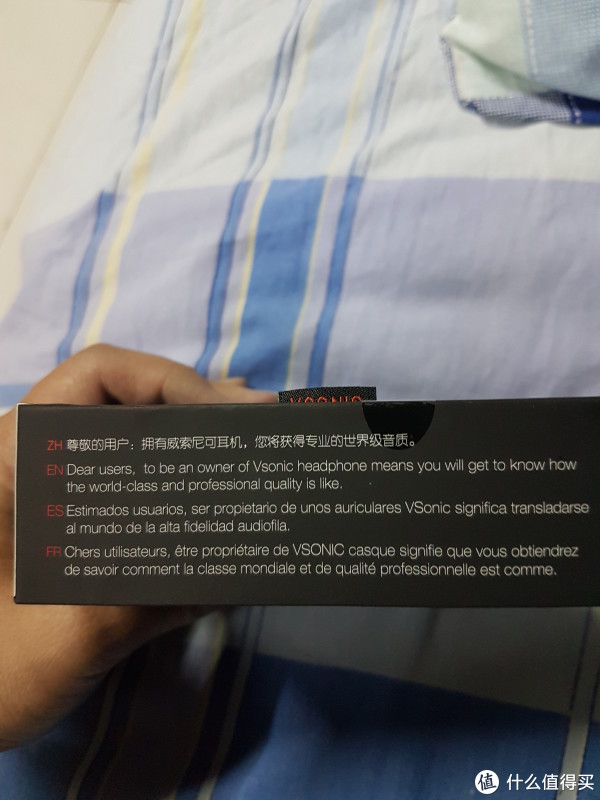 VSONIC
ZH 尊敬的用户：拥有威索尼可耳机，您将获得专业的世界级音质。
EN Dear users, to be an owner of Vsonic headphone means you will get to know how
the world-class and professional quality is like.
ES Estimados usuarios, ser propietario de unos auriculares VSonic significa transladarse
al mundo de la alta fidelidad audiofila.
FR Chers utilisateurs, être propriétaire de VSONIC casque signifie que vous obtiendrez
de savoir comment la classe mondiale et de qualité professionnelle est comme.
值 什么值得买